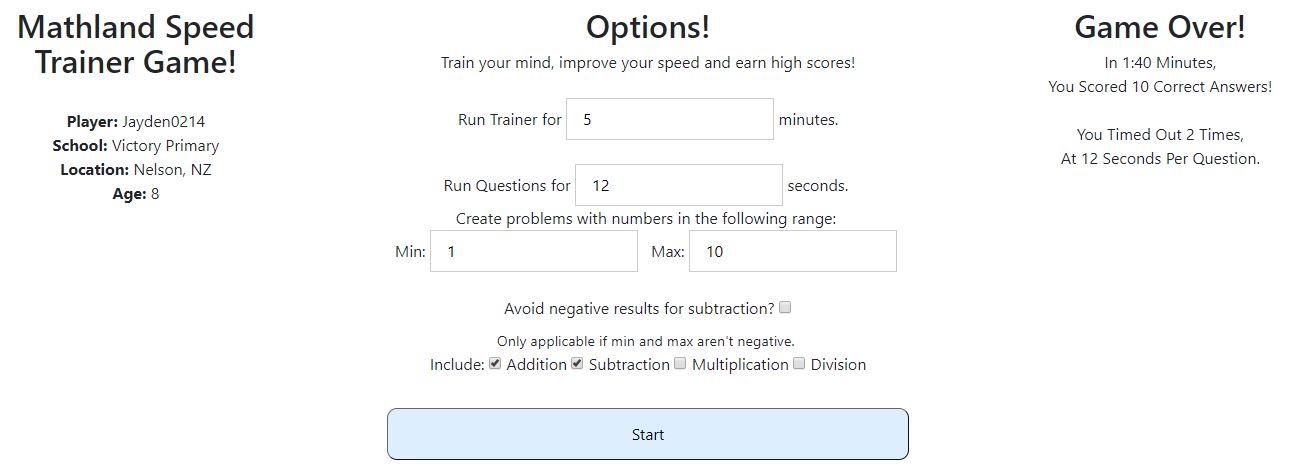 Mathland Speed
Trainer Game!
Player: Jayden0214
School: Victory Primary
Location: Nelson, NZ
Age: 8
Options!
Train your mind, improve your speed and earn high scores!
Run Trainer for 5 minutes.
Run Questions for 12 seconds.
Create problems with numbers in the following range:
Min: 1 Max: 10
Avoid negative results for subtraction?
Only applicable if min and max aren't negative.
Include: Addition Subtraction Multiplication Division
Start
Game Over!
In 1:40 Minutes,
You Scored 10 Correct Answers!
You Timed Out 2 Times,
At 12 Seconds Per Question.